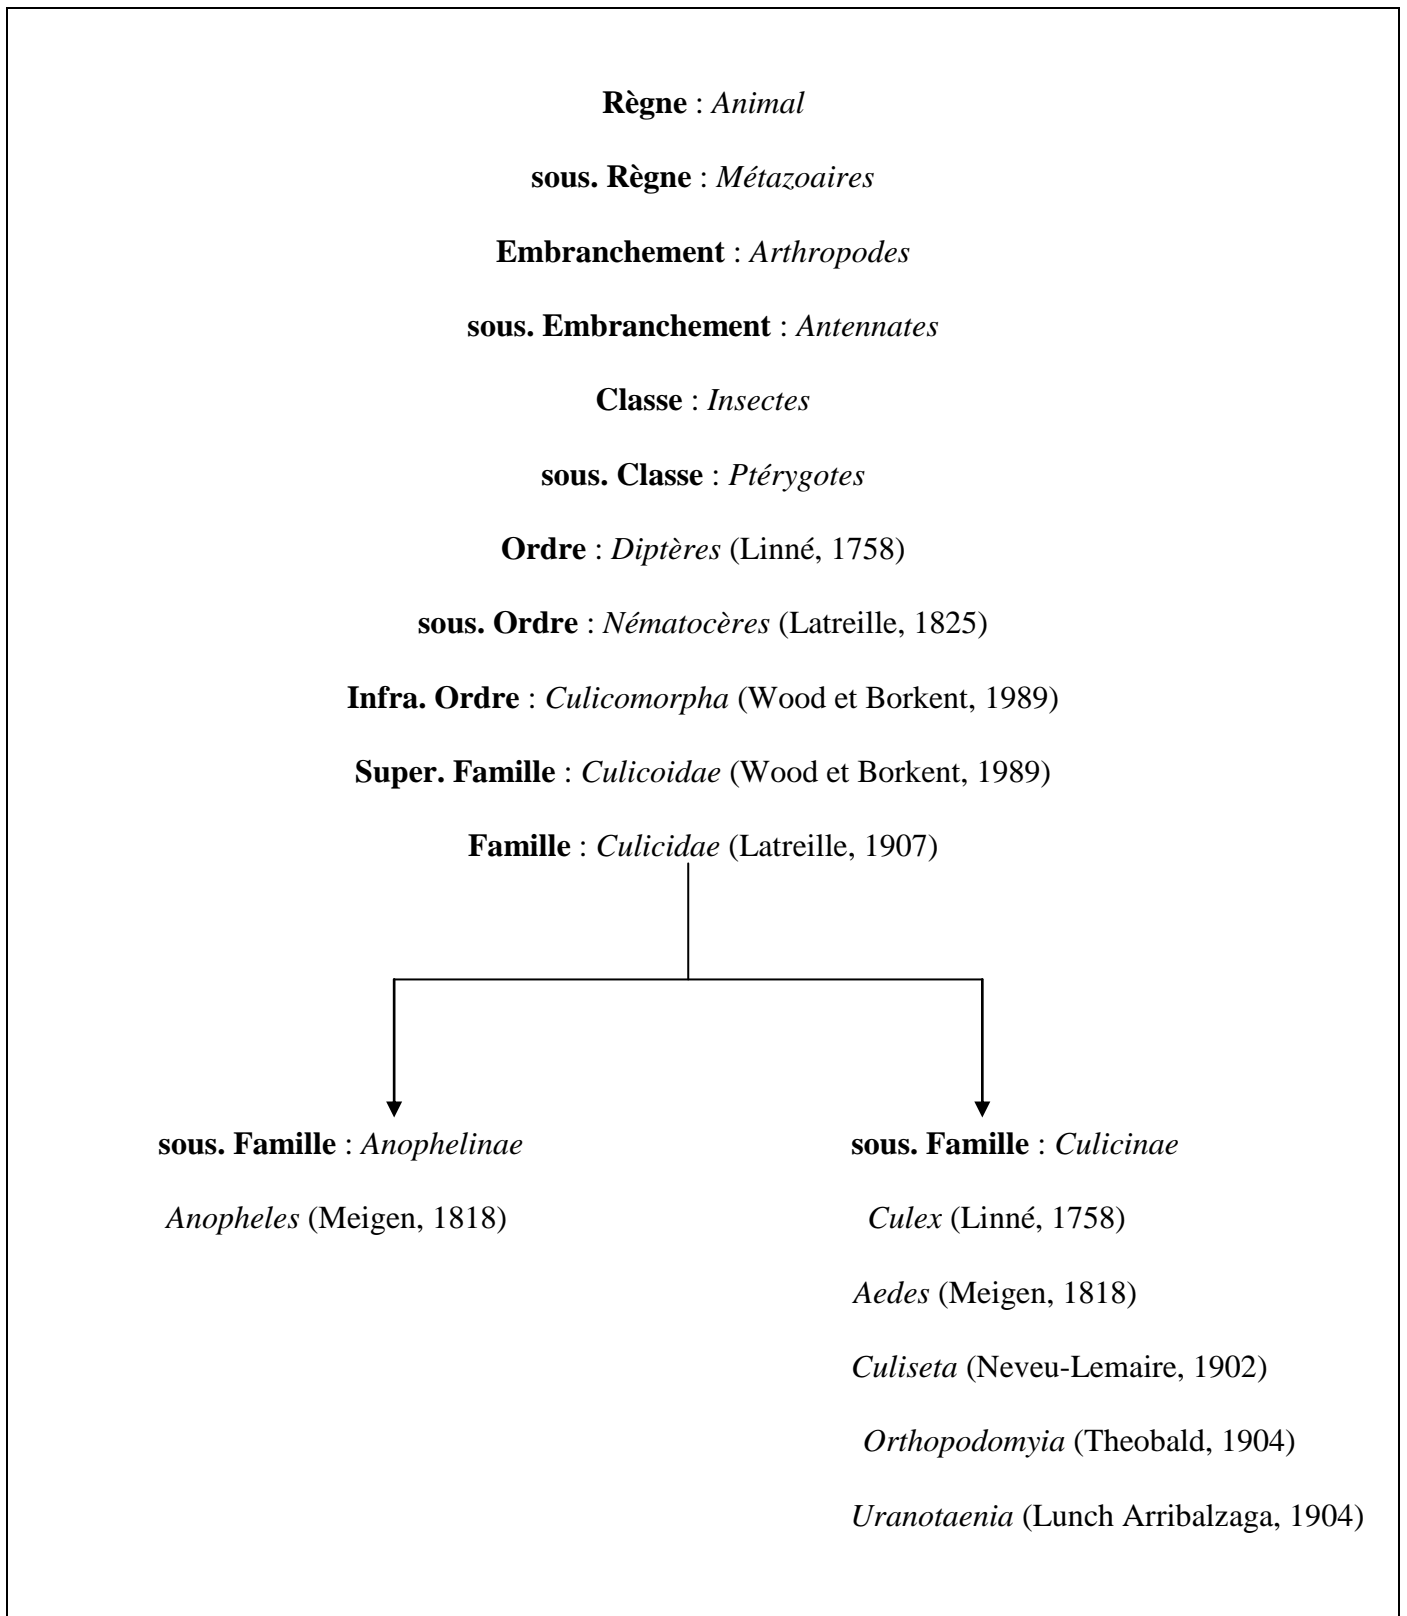 Règne : Animal
sous. Règne : Métazoaires
Embranchement : Arthropodes
sous. Embranchement : Antennates
Classe : Insectes
sous. Classe : Ptérygotes
Ordre : Diptères (Linné, 1758)
sous. Ordre : Nématocères (Latreille, 1825)
Infra. Ordre : Culicomorpha (Wood et Borkent, 1989)
Super. Famille : Culicoidae (Wood et Borkent, 1989)
Famille : Culicidae (Latreille, 1907)
sous. Famille : Anophelinae
Anopheles (Meigen, 1818)
sous. Famille : Culicinae
Culex (Linné, 1758)
Aedes (Meigen, 1818)
Culiseta (Neveu-Lemaire, 1902)
Orthopodomyia (Theobald, 1904)
Uranotaenia (Lunch Arribalzaga, 1904)